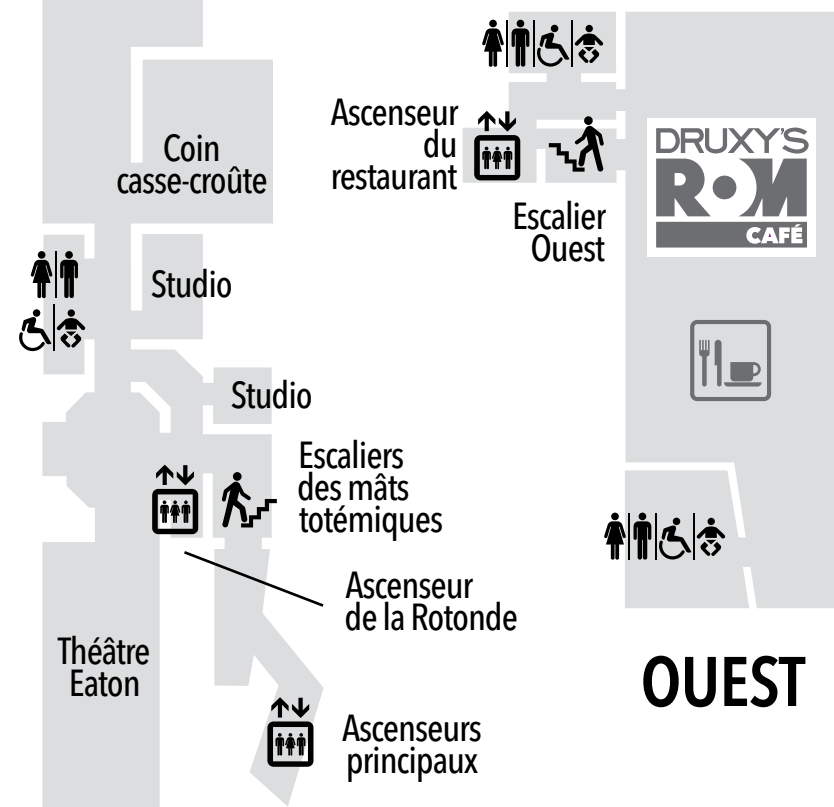 Ascenseur
du
restaurant
Escalier
Ouest
DRUXY'S
ROM
CAFÉ
Coin
casse-croûte
Studio
Studio
Escaliers
des mâts
totémiques
Ascenseur
de la Rotonde
Théâtre
Eaton
Ascenseurs
principaux
OUEST